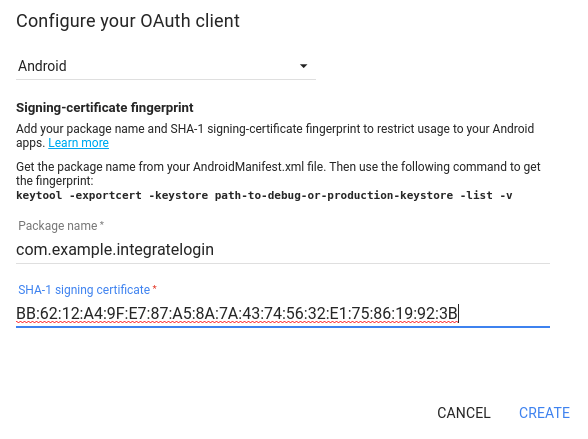 Configure your OAuth client
Android
Signing-certificate fingerprint
Add your package name and SHA-1 signing-certificate fingerprint to restrict usage to your Android
apps. Learn more
Get the package name from your AndroidManifest.xml file. Then use the following command to get
the fingerprint:
keytool -exportcert -keystore path-to-debug-or-production-keystore -list -v
Package name *
com.example.integratelogin
SHA-1 signing certificate *
BB:62:12:A4:9F:E7:87:A5:8A:7A:43:74:56:32:E1:75:86:19:92:3B
CANCEL CREATE